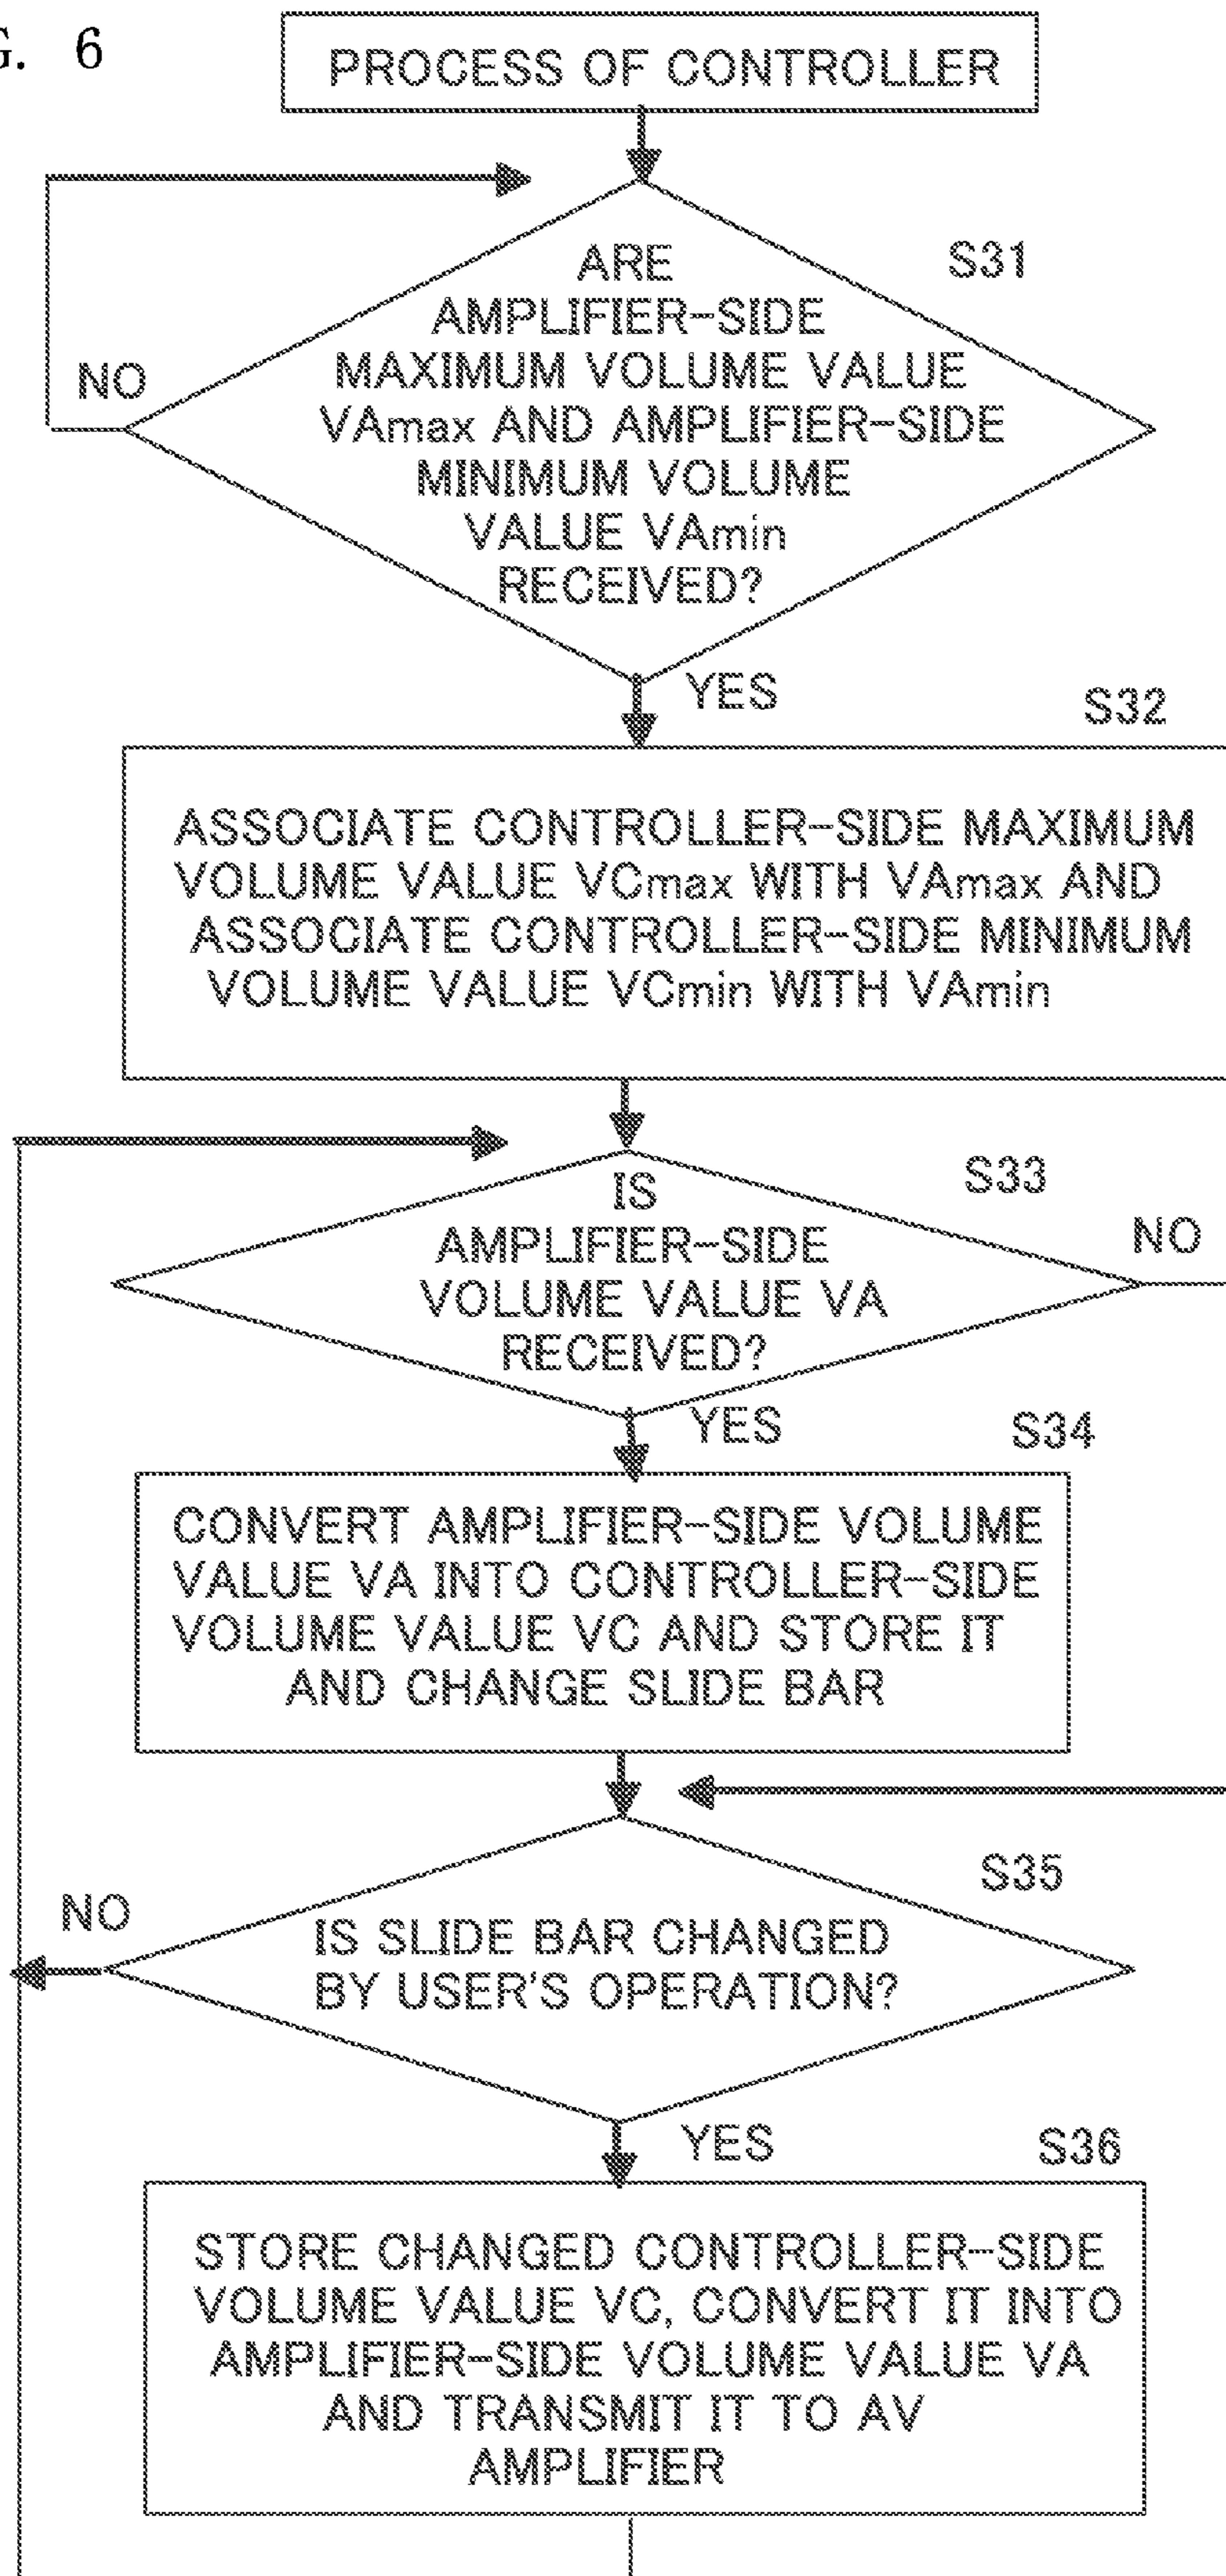 G. 6
PROCESS OF CONTROLLER
S31
ARE
AMPLIFIER-SIDE
MAXIMUM VOLUME VALUE
VAmax AND AMPLIFIER-SIDE
MINIMUM VOLUME
VALUE VAmin
RECEIVED?
NO
YES
S32
ASSOCIATE CONTROLLER-SIDE MAXIMUM
VOLUME VALUE VCmax WITH VAmax AND
ASSOCIATE CONTROLLER-SIDE MINIMUM
VOLUME VALUE VCmin WITH VAmin
S33
IS
AMPLIFIER-SIDE
VOLUME VALUE VA
RECEIVED?
NO
YES
S34
CONVERT AMPLIFIER-SIDE VOLUME
VALUE VA INTO CONTROLLER-SIDE
VOLUME VALUE VC AND STORE IT
AND CHANGE SLIDE BAR
S35
NO
IS SLIDE BAR CHANGED
BY USER'S OPERATION?
YES
S36
STORE CHANGED CONTROLLER-SIDE
VOLUME VALUE VC, CONVERT IT INTO
AMPLIFIER-SIDE VOLUME VALUE VA
AND TRANSMIT IT TO AV
AMPLIFIER